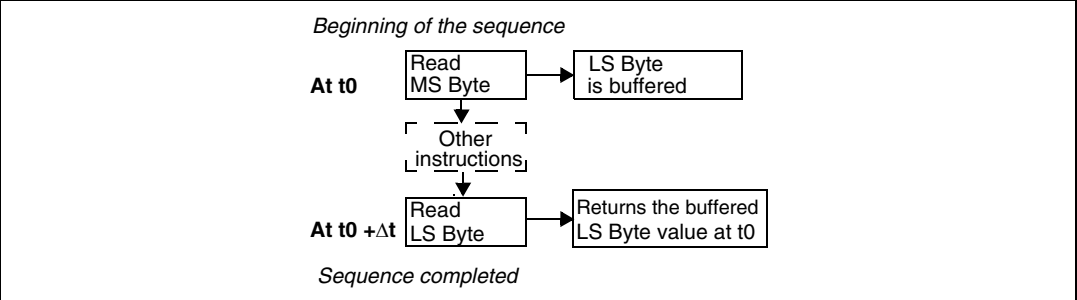 Beginning of the sequence
At t0
Read
MS Byte
LS Byte
is buffered
Other
instructions
At t0 +Δt
Read
LS Byte
Returns the buffered
LS Byte value at t0
Sequence completed